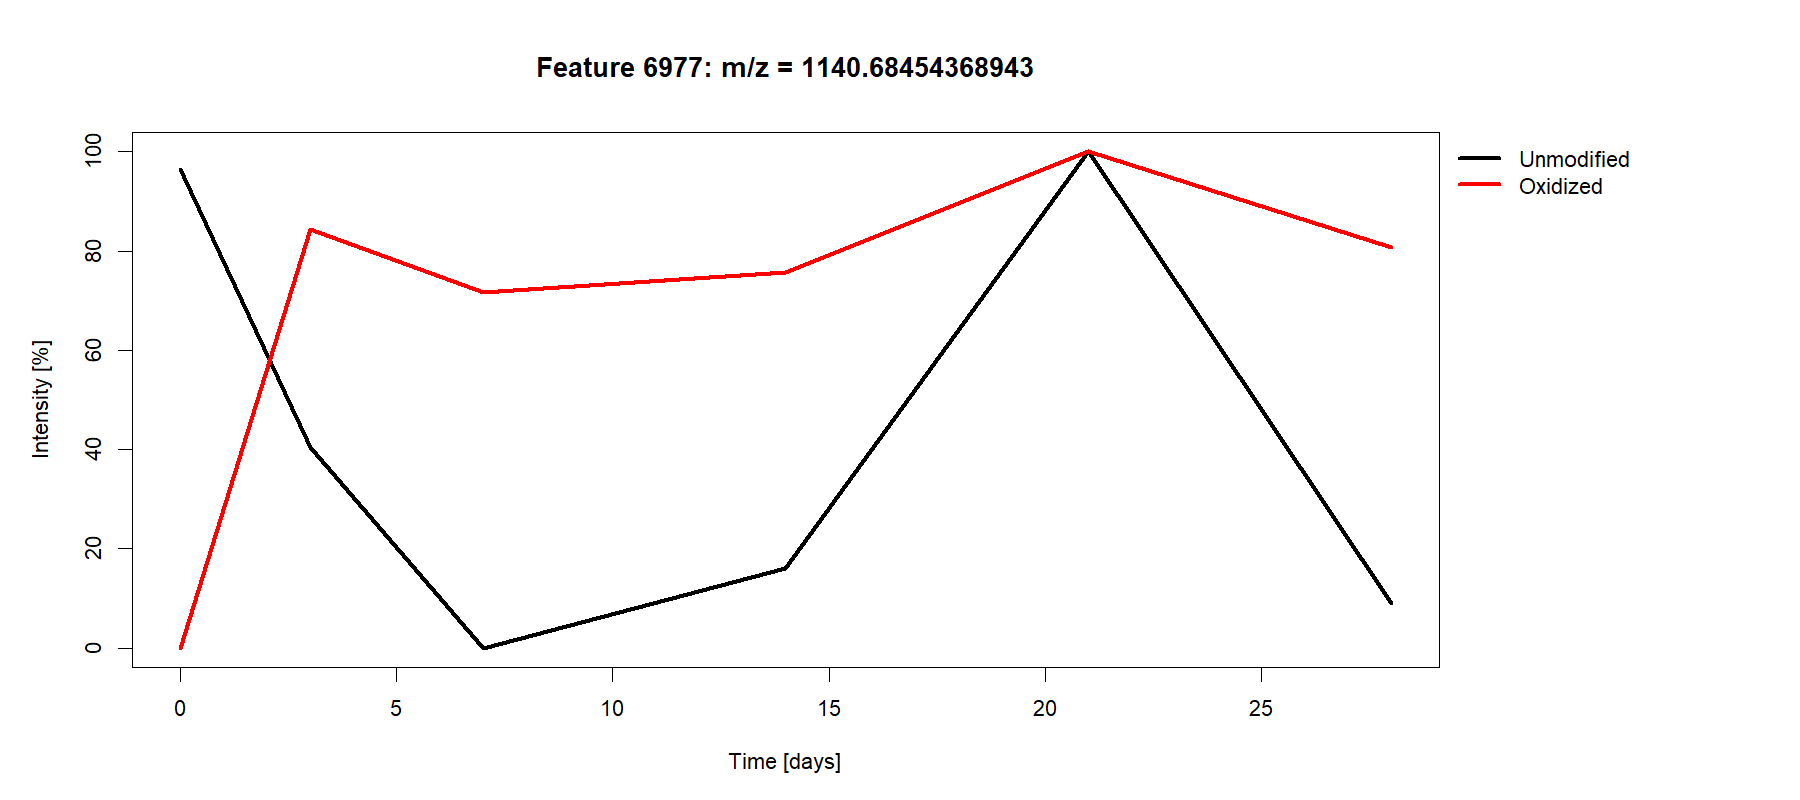 Feature 6977: m/z = 1140.68454368943
Unmodified
Oxidized
Intensity [%]
100
80
60
40
20
0
0 5 10 15 20 25
Time [days]